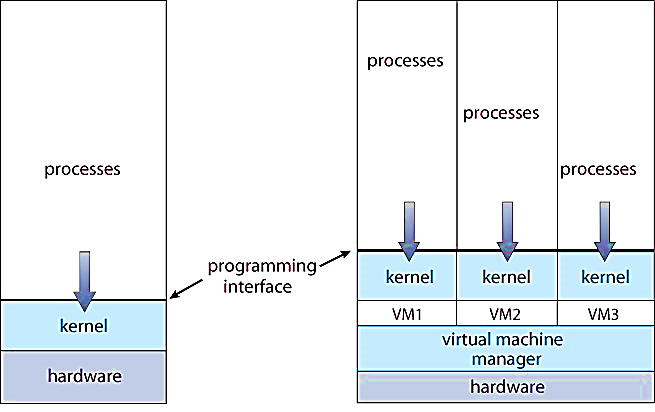 processes
kernel
hardware
programming
interface
processes
processes
processes
kernel kernel kernel
VM1 VM2 VM3
virtual machine
manager
hardware